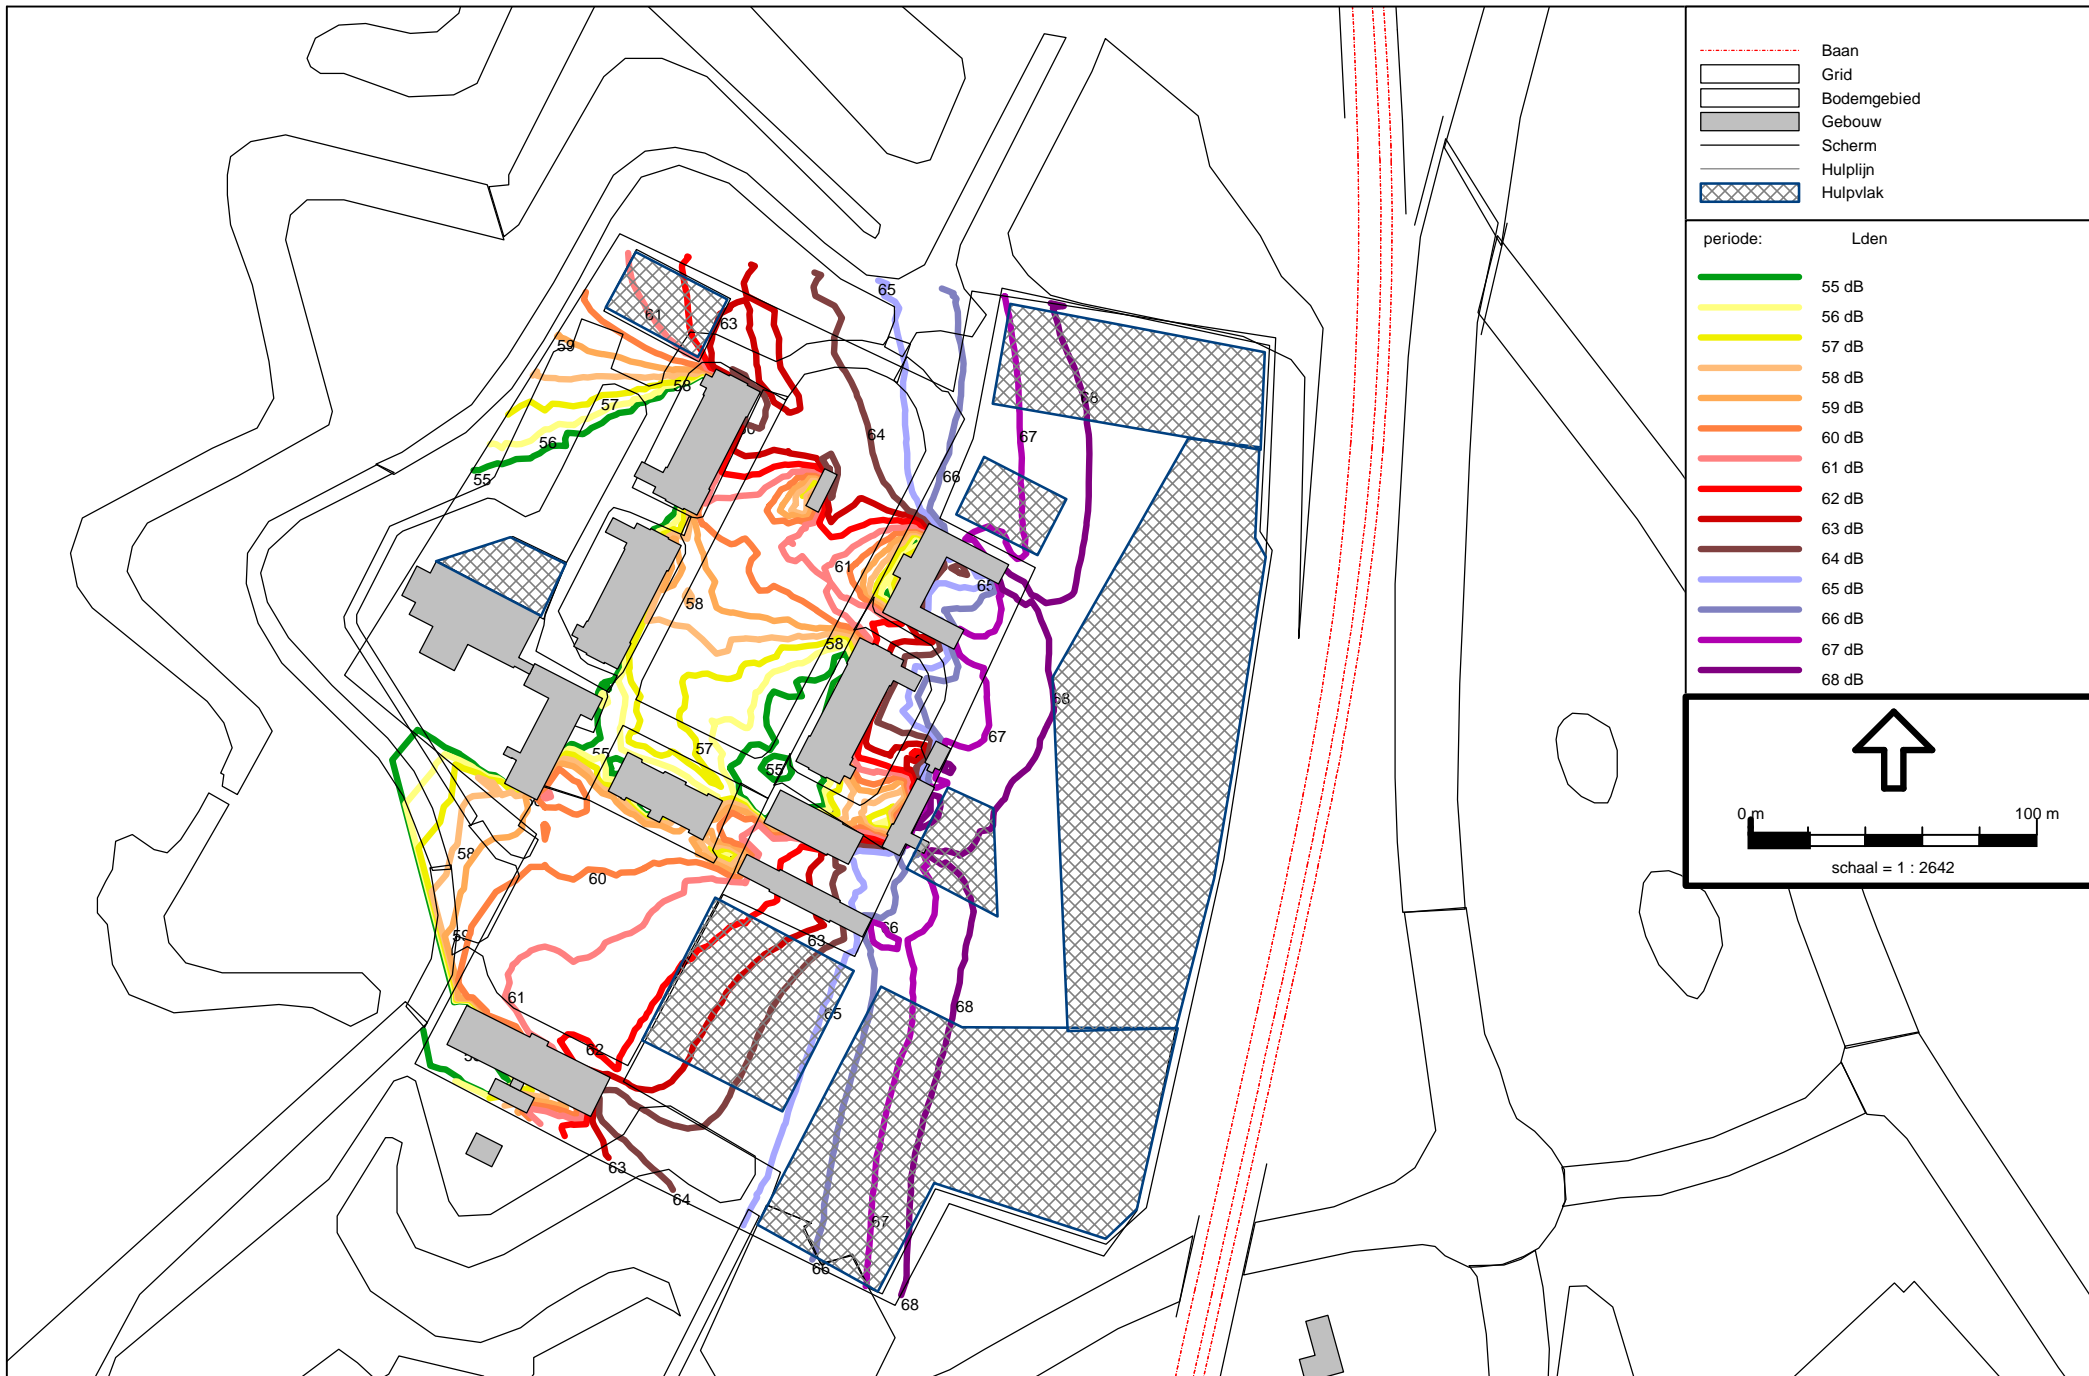 Baan
Grid
Bodemgebied
Gebouw
Scherm
Hulplijn
Hulpvlak
periode: Lden
55 dB
56 dB
57 dB
58 dB
59 dB
60 dB
61 dB
62 dB
63 dB
64 dB
65 dB
66 dB
67 dB
68 dB
0 m 100 m
schaal = 1 : 2642
65
61
63
59
58
57
68
64
67
56
66
55
61
65
58
58
68
67
57
55
55
58
60
59
63
66
61
65
68
62
63
64
67
66
68